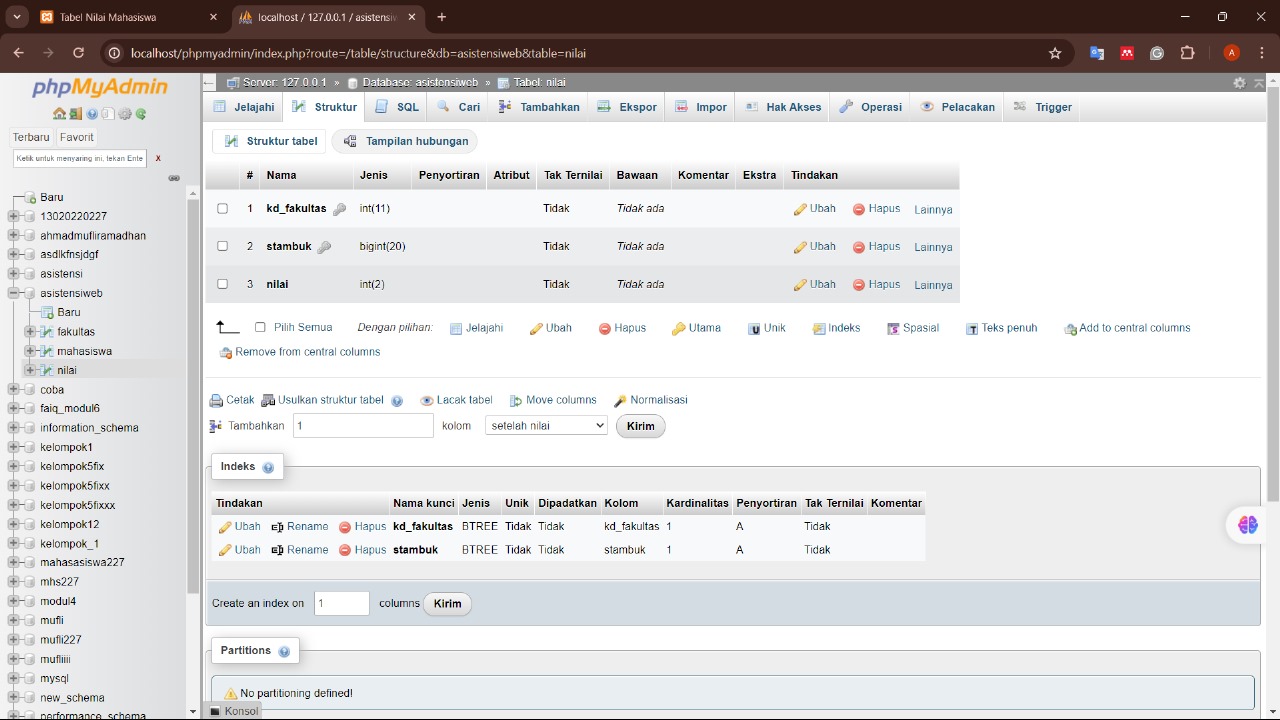 Tabel Nilai Mahasiswa
localhost / 127.0.0.1 / asistensiw
localhost/phpmyadmin/index.php?route=/table/structure&db=asistensiweb&table=nilai
A
phpMyAdmin
Terbaru Favorit
Ketik untuk menyaring ini, tekan Ente X
Baru
13020220227
ahmadmufliramadhan
asdlkfnsjdgf
asistensi
asistensiweb
Baru
fakultas
mahasiswa
nilai
coba
faiq_modul6
information_schema
kelompok1
kelompok5fix
kelompok5fixx
kelompok5fixxx
kelompok12
kelompok_1
mahasasiswa227
mhs227
modul4
mufli
mufli227
mufliiii
mysql
new_schema
performance_schema
Server: 127.0.0.1 » Database: asistensiweb » Tabel: nilai
Jelajahi Struktur SQL Cari Tambahkan Ekspor Impor Hak Akses Operasi Pelacakan Trigger
Struktur tabel Tampilan hubungan
# Nama Jenis Penyortiran Atribut Tak Ternilai Bawaan Komentar Ekstra Tindakan
1 kd_fakultas int(11) Tidak Tidak ada Ubah Hapus Lainnya
2 stambuk bigint(20) Tidak Tidak ada Ubah Hapus Lainnya
3 nilai int(2) Tidak Tidak ada Ubah Hapus Lainnya
Pilih Semua Dengan pilihan: Jelajahi Ubah Hapus Utama Unik Indeks Spasial Teks penuh Add to central columns
Remove from central columns
Cetak Usulkan struktur tabel Lacak tabel Move columns Normalisasi
Tambahkan 1 kolom setelah nilai Kirim
Indeks
Tindakan Nama kunci Jenis Unik Dipadatkan Kolom Kardinalitas Penyortiran Tak Ternilai Komentar
Ubah Rename Hapus kd_fakultas BTREE Tidak Tidak kd_fakultas 1 A Tidak
Ubah Rename Hapus stambuk BTREE Tidak Tidak stambuk 1 A Tidak
Create an index on 1 columns Kirim
Partitions
No partitioning defined!
Konsol